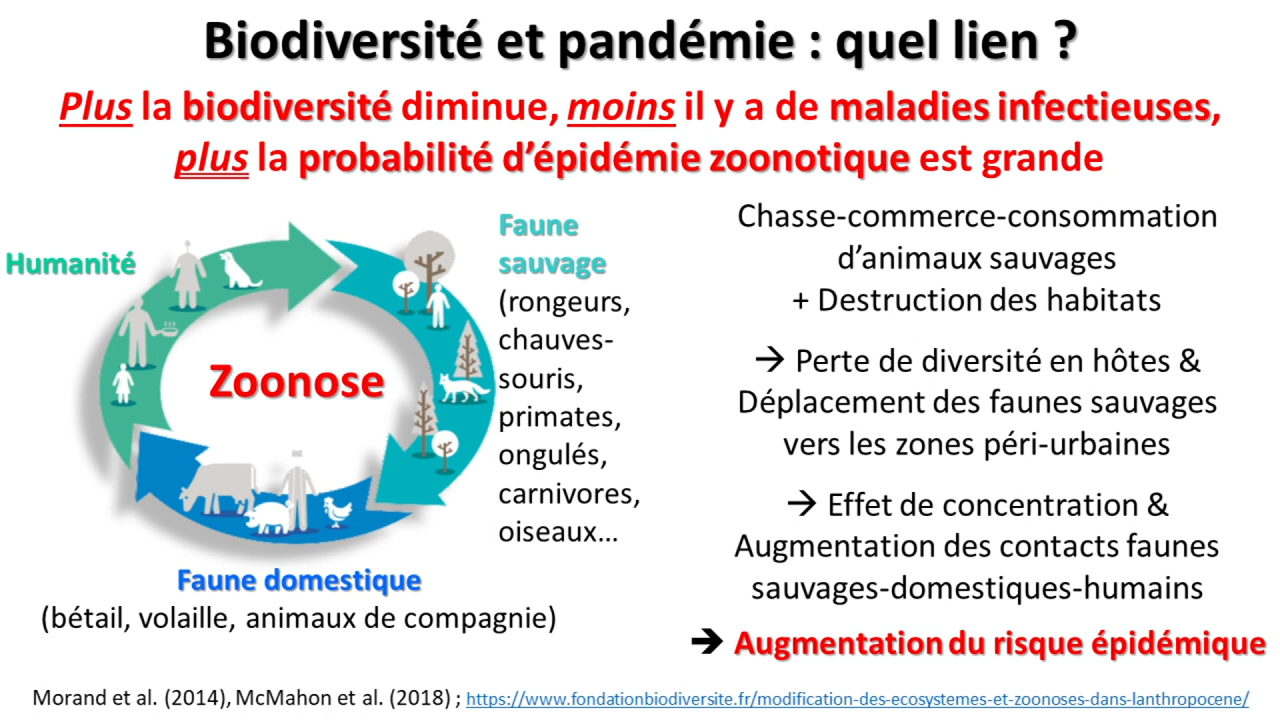 Biodiversité et pandémie : quel lien ?
Plus la biodiversité diminue, moins il y a de maladies infectieuses,
plus la probabilité d'épidémie zoonotique est grande
Humanité
Zoonose
Faune
sauvage
(rongeurs,
chauves-
souris,
primates,
ongulés,
carnivores,
oiseaux…
Faune domestique
(bétail, volaille, animaux de compagnie)
Chasse-commerce-consommation
d'animaux sauvages
+ Destruction des habitats
→ Perte de diversité en hôtes &
Déplacement des faunes sauvages
vers les zones péri-urbaines
→ Effet de concentration &
Augmentation des contacts faunes
sauvages-domestiques-humains
→ Augmentation du risque épidémique
Morand et al. (2014), McMahon et al. (2018) ; https://www.fondationbiodiversite.fr/modification-des-ecosystemes-et-zoonoses-dans-lanthropocene/